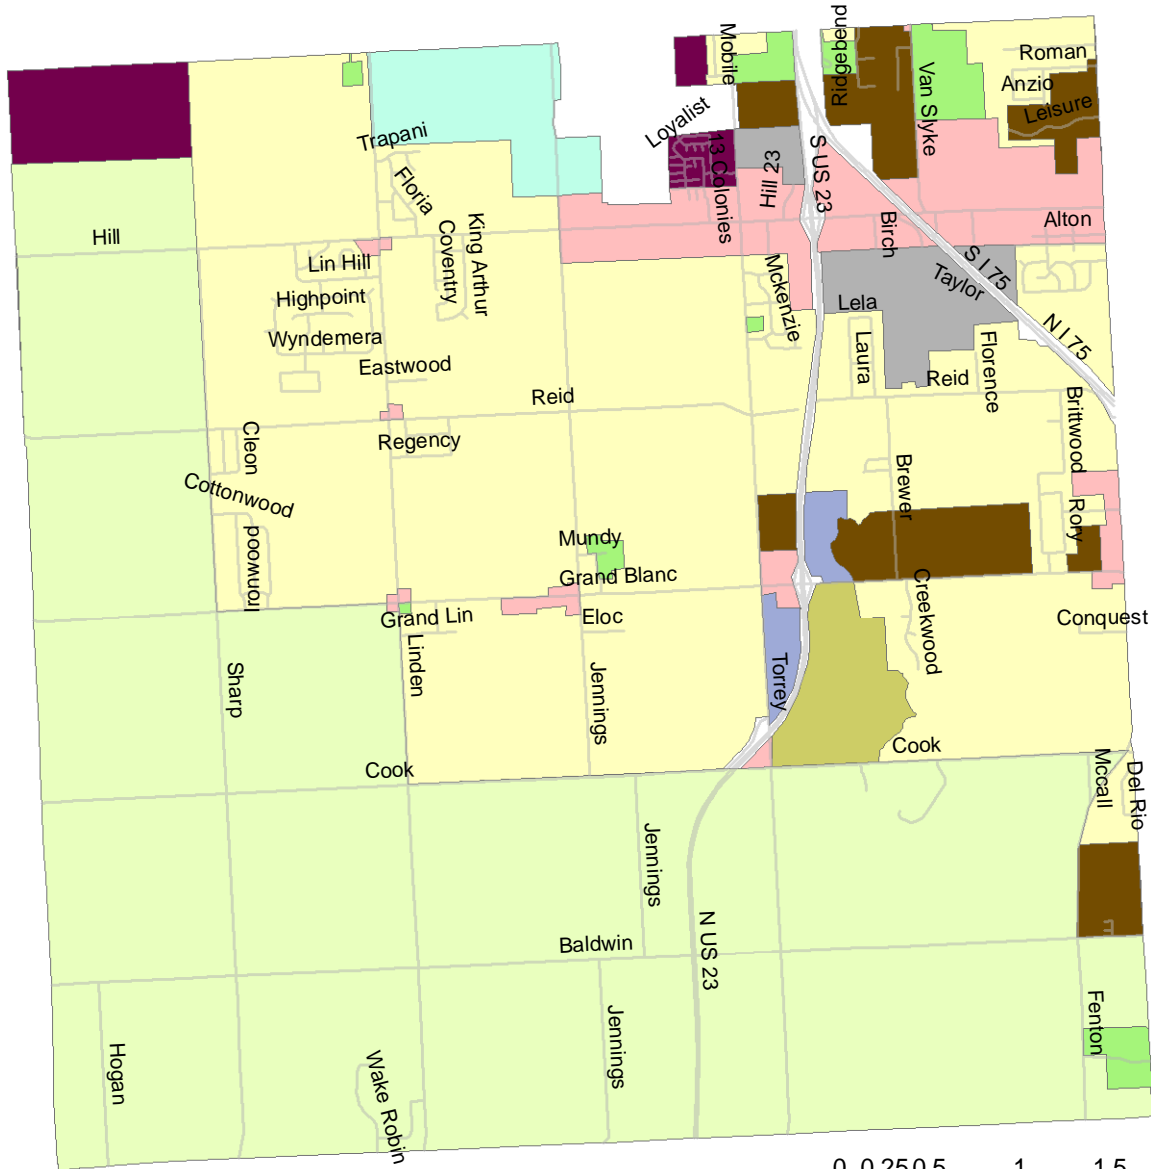 Ridgebend
Mobile
Roman
Anzio
Leisure
Van Slyke
Loyalist
Trapani
13 Colonies
Hill 23
S US 23
Floria
King Arthur
Coventry
Birch
Alton
Hill
Lin Hill
Highpoint
Mckenzie
S I 75
Taylor
Lela
N I 75
Wyndemera
Eastwood
Laura
Florence
Reid
Reid
Brittwood
Cleon
Regency
Cottonwood
Brewer
Rory
Ironwood
Mundy
Grand Blanc
Grand Lin
Eloc
Creekwood
Conquest
Linden
Sharp
Torrey
Jennings
Cook
Cook
Mccall
Del Rio
Jennings
N US 23
Baldwin
Fenton
Jennings
Hogan
Wake Robin
0 0.25 0.5 1 1.5